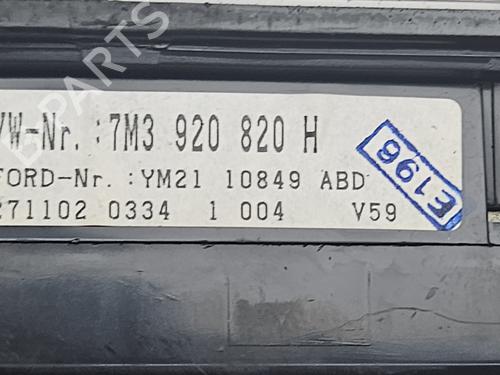 VW-Nr. :7M3 920 820 H
FORD-Nr. :YM21 10849 ABD
271102 0334 1 004 V59
E196
B-PARTS